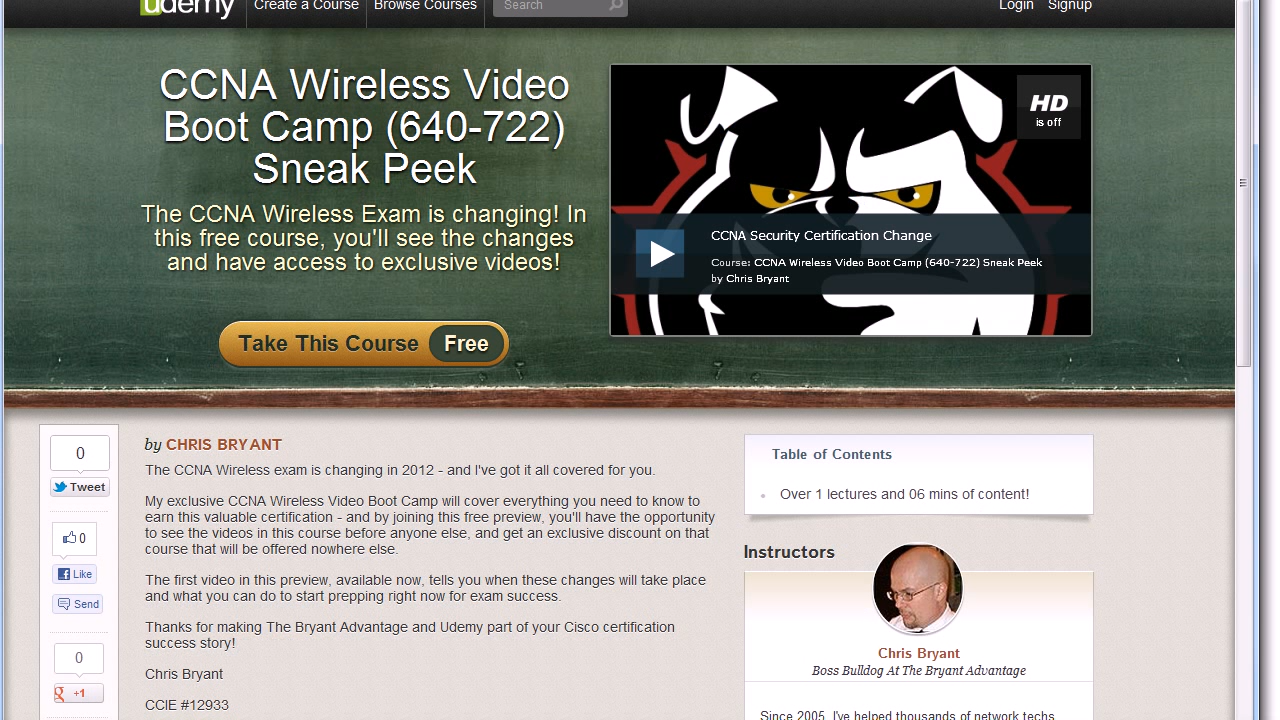 udemy
Create a Course
Browse Courses
Search
Login
Signup
CCNA Wireless Video
Boot Camp (640-722)
Sneak Peek
The CCNA Wireless Exam is changing! In
this free course, you'll see the changes
and have access to exclusive videos!
Take This Course Free
HD
is off
CCNA Security Certification Change
Course: CCNA Wireless Video Boot Camp (640-722) Sneak Peek
by Chris Bryant
0
Tweet
0
Like
Send
0
+1
by CHRIS BRYANT
The CCNA Wireless exam is changing in 2012 - and I've got it all covered for you.
My exclusive CCNA Wireless Video Boot Camp will cover everything you need to know to
earn this valuable certification - and by joining this free preview, you'll have the opportunity
to see the videos in this course before anyone else, and get an exclusive discount on that
course that will be offered nowhere else.
The first video in this preview, available now, tells you when these changes will take place
and what you can do to start prepping right now for exam success.
Thanks for making The Bryant Advantage and Udemy part of your Cisco certification
success story!
Chris Bryant
CCIE #12933
Table of Contents
Over 1 lectures and 06 mins of content!
Instructors
Chris Bryant
Boss Bulldog At The Bryant Advantage
Since 2005, I've helped thousands of network techs